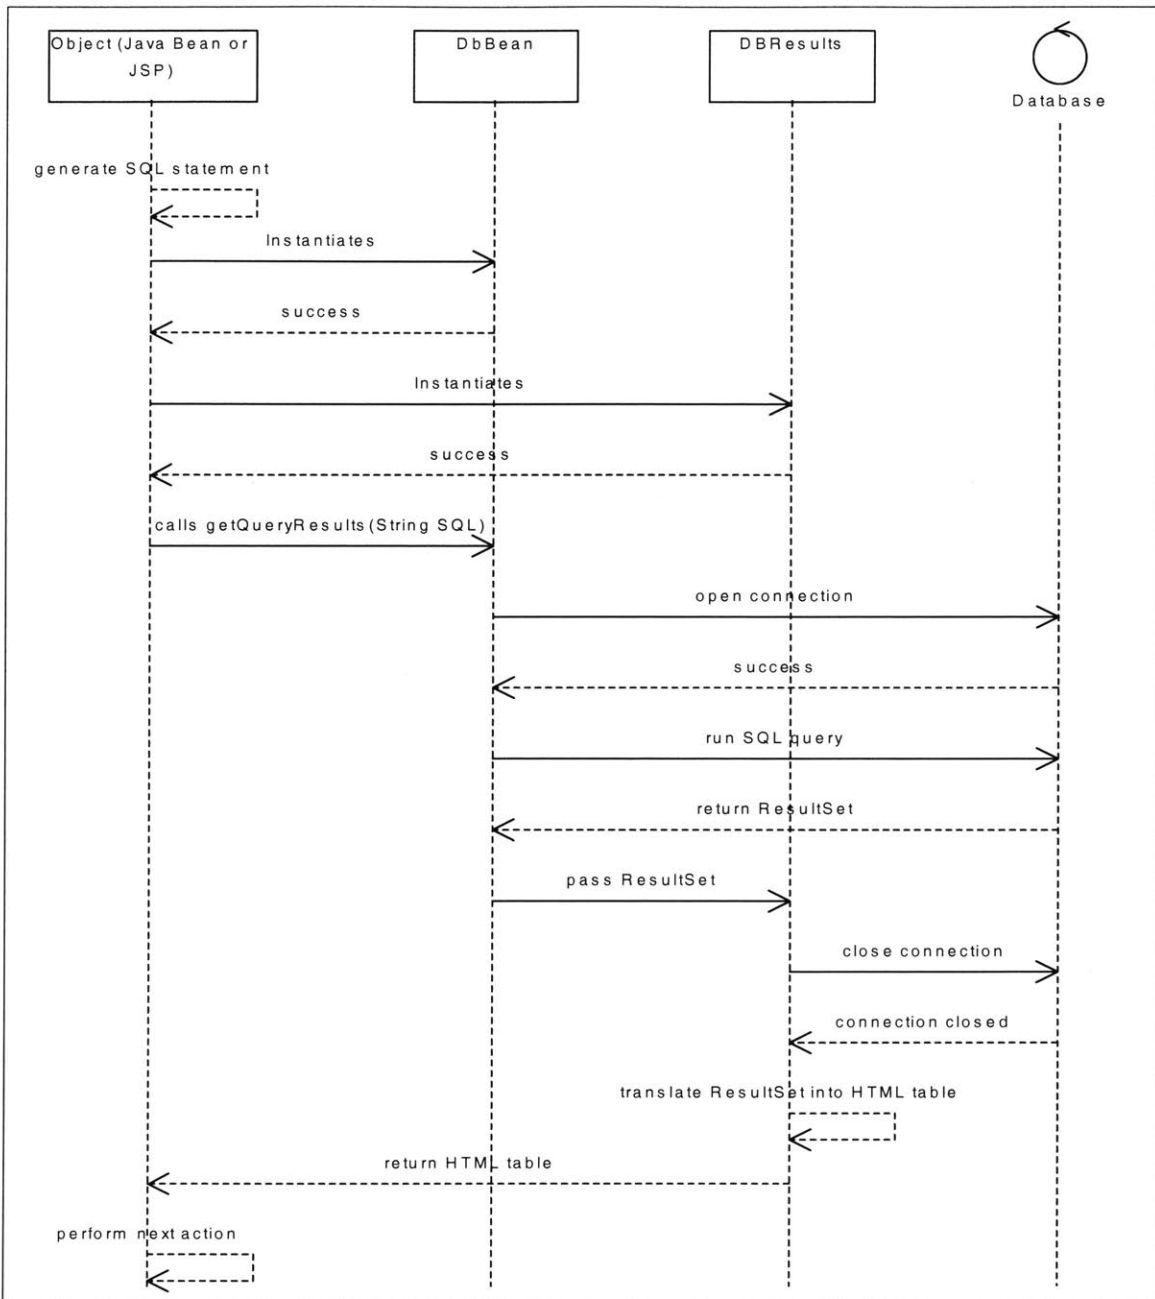 Object (Java Bean or
JSP)
DbBean
DBResults
Database
generate SQL statement
Instantiates
success
Instantiates
success
calls getQueryResults(String SQL)
open connection
success
run SQL query
return ResultSet
pass ResultSet
close connection
connection closed
translate ResultSet into HTML table
return HTML table
perform next action